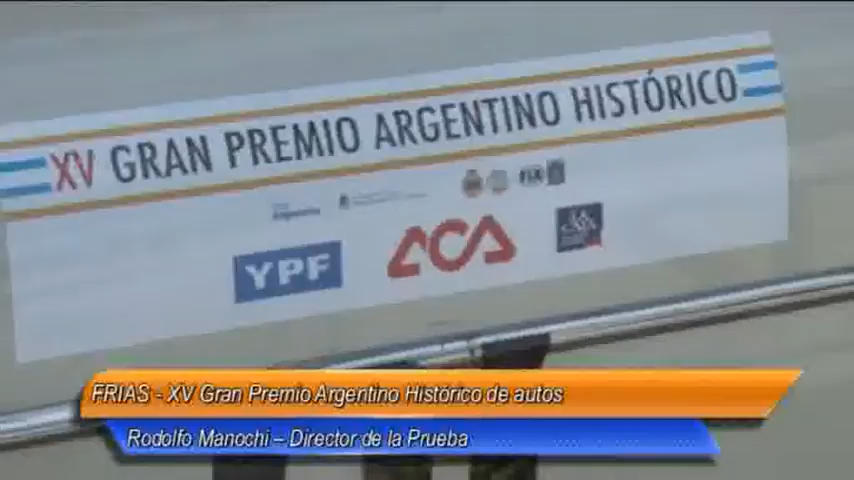 XV GRAN PREMIO ARGENTINO HISTÓRICO
FIA
YPF
ACA
FRIAS - XV Gran Premio Argentino Histórico de autos
Rodolfo Manochi – Director de la Prueba